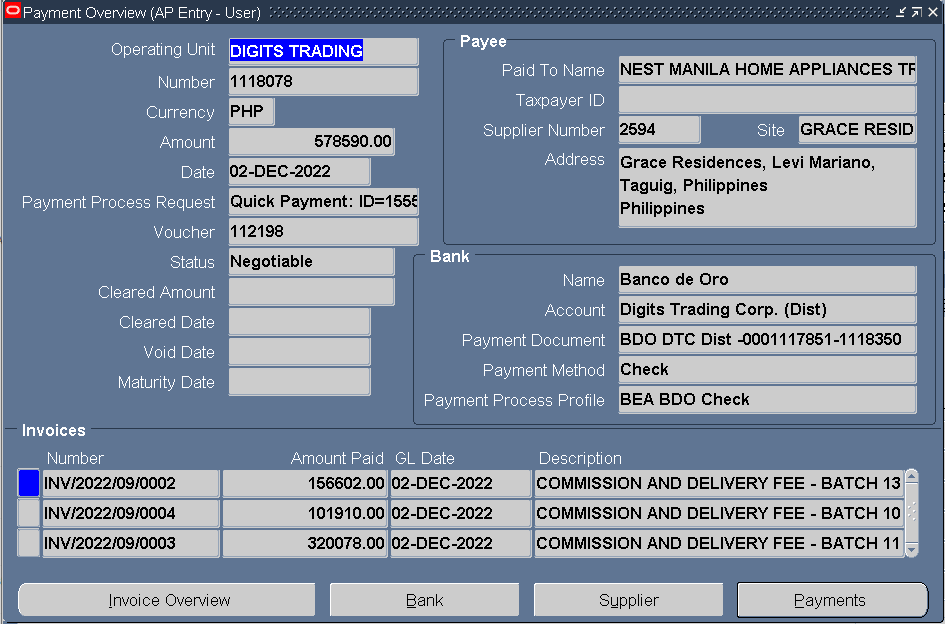 Payment Overview (AP Entry - User)
Operating Unit DIGITS TRADING
Number 1118078
Currency PHP
Amount 578590.00
Date 02-DEC-2022
Payment Process Request Quick Payment: ID=1555
Voucher 112198
Status Negotiable
Cleared Amount
Cleared Date
Void Date
Maturity Date
Payee
Paid To Name NEST MANILA HOME APPLIANCES TR
Taxpayer ID
Supplier Number 2594 Site GRACE RESID
Address Grace Residences, Levi Mariano,
Taguig, Philippines
Philippines
Bank
Name Banco de Oro
Account Digits Trading Corp. (Dist)
Payment Document BDO DTC Dist -0001117851-1118350
Payment Method Check
Payment Process Profile BEA BDO Check
Invoices
Number Amount Paid GL Date Description
INV/2022/09/0002 156602.00 02-DEC-2022 COMMISSION AND DELIVERY FEE - BATCH 13
INV/2022/09/0004 101910.00 02-DEC-2022 COMMISSION AND DELIVERY FEE - BATCH 10
INV/2022/09/0003 320078.00 02-DEC-2022 COMMISSION AND DELIVERY FEE - BATCH 11
Invoice Overview Bank Supplier Payments